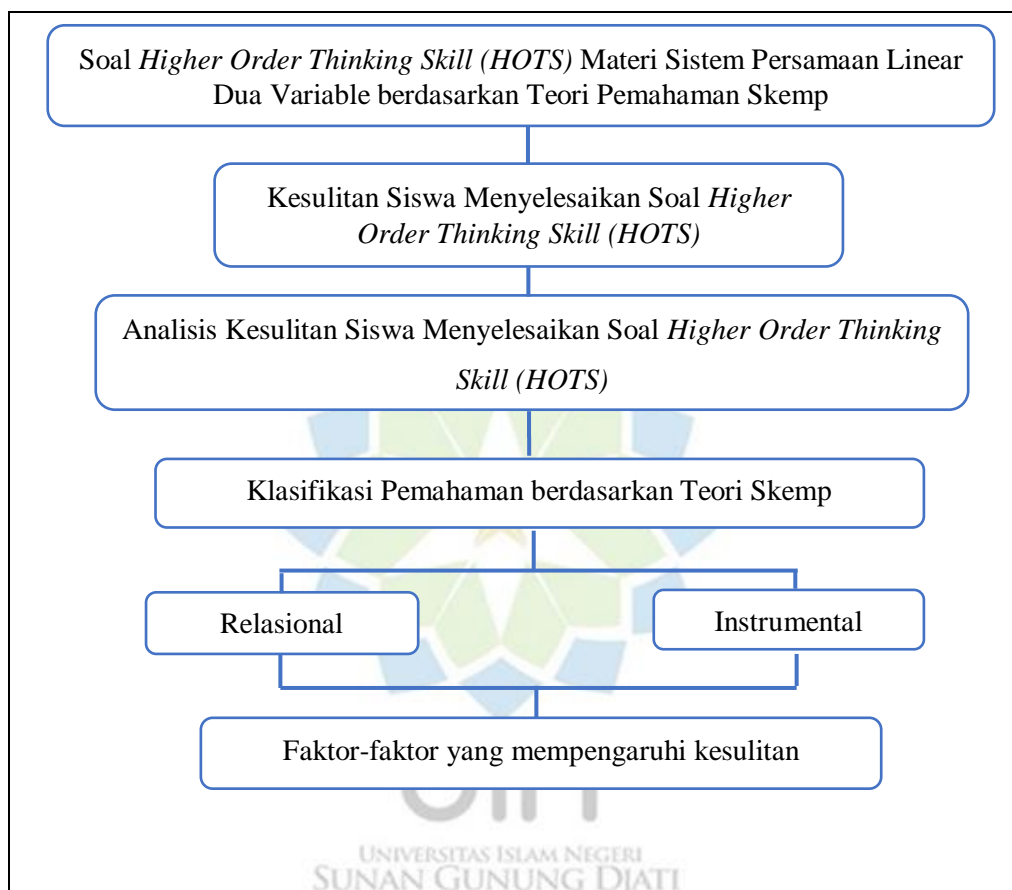 Soal Higher Order Thinking Skill (HOTS) Materi Sistem Persamaan Linear
Dua Variable berdasarkan Teori Pemahaman Skemp
Kesulitan Siswa Menyelesaikan Soal Higher
Order Thinking Skill (HOTS)
Analisis Kesulitan Siswa Menyelesaikan Soal Higher Order Thinking
Skill (HOTS)
Klasifikasi Pemahaman berdasarkan Teori Skemp
Relasional
Instrumental
Faktor-faktor yang mempengaruhi kesulitan
UNIVERSITAS ISLAM NEGERI
SUNAN GUNUNG DJATI